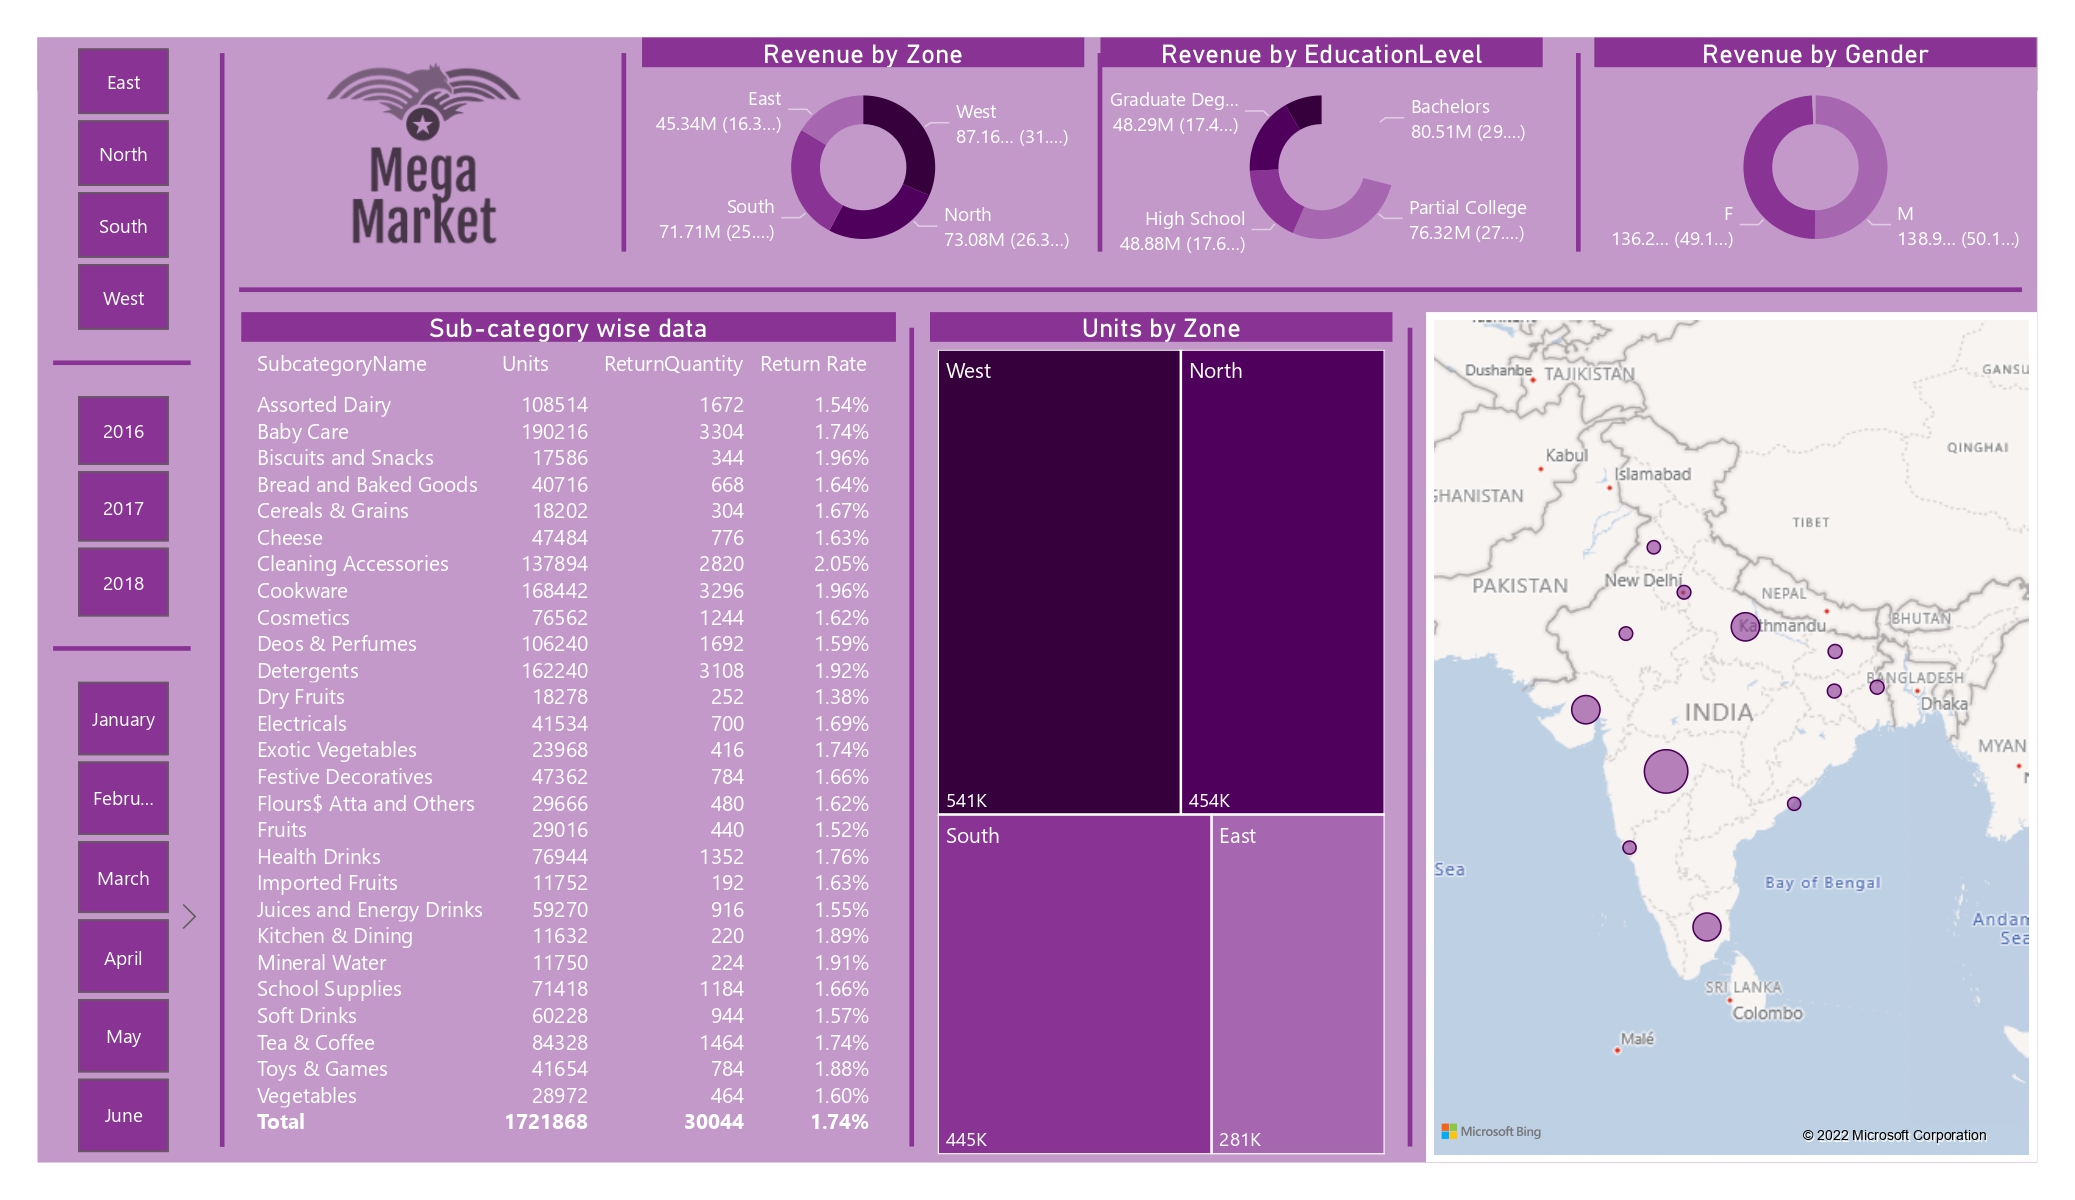 East
North
South
West
2016
2017
2018
January
Febru...
March
April
May
June
Mega
Market
Revenue by Zone
East
45.34M (16.3...)
West
87.16... (31....)
South
71.71M (25....)
North
73.08M (26.3...)
Revenue by EducationLevel
Graduate Deg...
48.29M (17.4...)
Bachelors
80.51M (29....)
High School
48.88M (17.6...)
Partial College
76.32M (27....)
Revenue by Gender
F
136.2... (49.1...)
M
138.9... (50.1...)
Sub-category wise data
SubcategoryName Units ReturnQuantity Return Rate
Assorted Dairy 108514 1672 1.54%
Baby Care 190216 3304 1.74%
Biscuits and Snacks 17586 344 1.96%
Bread and Baked Goods 40716 668 1.64%
Cereals & Grains 18202 304 1.67%
Cheese 47484 776 1.63%
Cleaning Accessories 137894 2820 2.05%
Cookware 168442 3296 1.96%
Cosmetics 76562 1244 1.62%
Deos & Perfumes 106240 1692 1.59%
Detergents 162240 3108 1.92%
Dry Fruits 18278 252 1.38%
Electricals 41534 700 1.69%
Exotic Vegetables 23968 416 1.74%
Festive Decoratives 47362 784 1.66%
Flours$ Atta and Others 29666 480 1.62%
Fruits 29016 440 1.52%
Health Drinks 76944 1352 1.76%
Imported Fruits 11752 192 1.63%
Juices and Energy Drinks 59270 916 1.55%
Kitchen & Dining 11632 220 1.89%
Mineral Water 11750 224 1.91%
School Supplies 71418 1184 1.66%
Soft Drinks 60228 944 1.57%
Tea & Coffee 84328 1464 1.74%
Toys & Games 41654 784 1.88%
Vegetables 28972 464 1.60%
Total 1721868 30044 1.74%
Units by Zone
West
541K
North
454K
South
445K
East
281K
Dushanbe
TAJIKISTAN
GANSU
QINGHAI
Kabul
Islamabad
GHANISTAN
TIBET
PAKISTAN
New Delhi
NEPAL
Kathmandu
BHUTAN
BANGLADESH
Dhaka
INDIA
MYAN
Sea
Bay of Bengal
Andam
Sea
SRI LANKA
Colombo
Malé
Microsoft Bing
© 2022 Microsoft Corporation